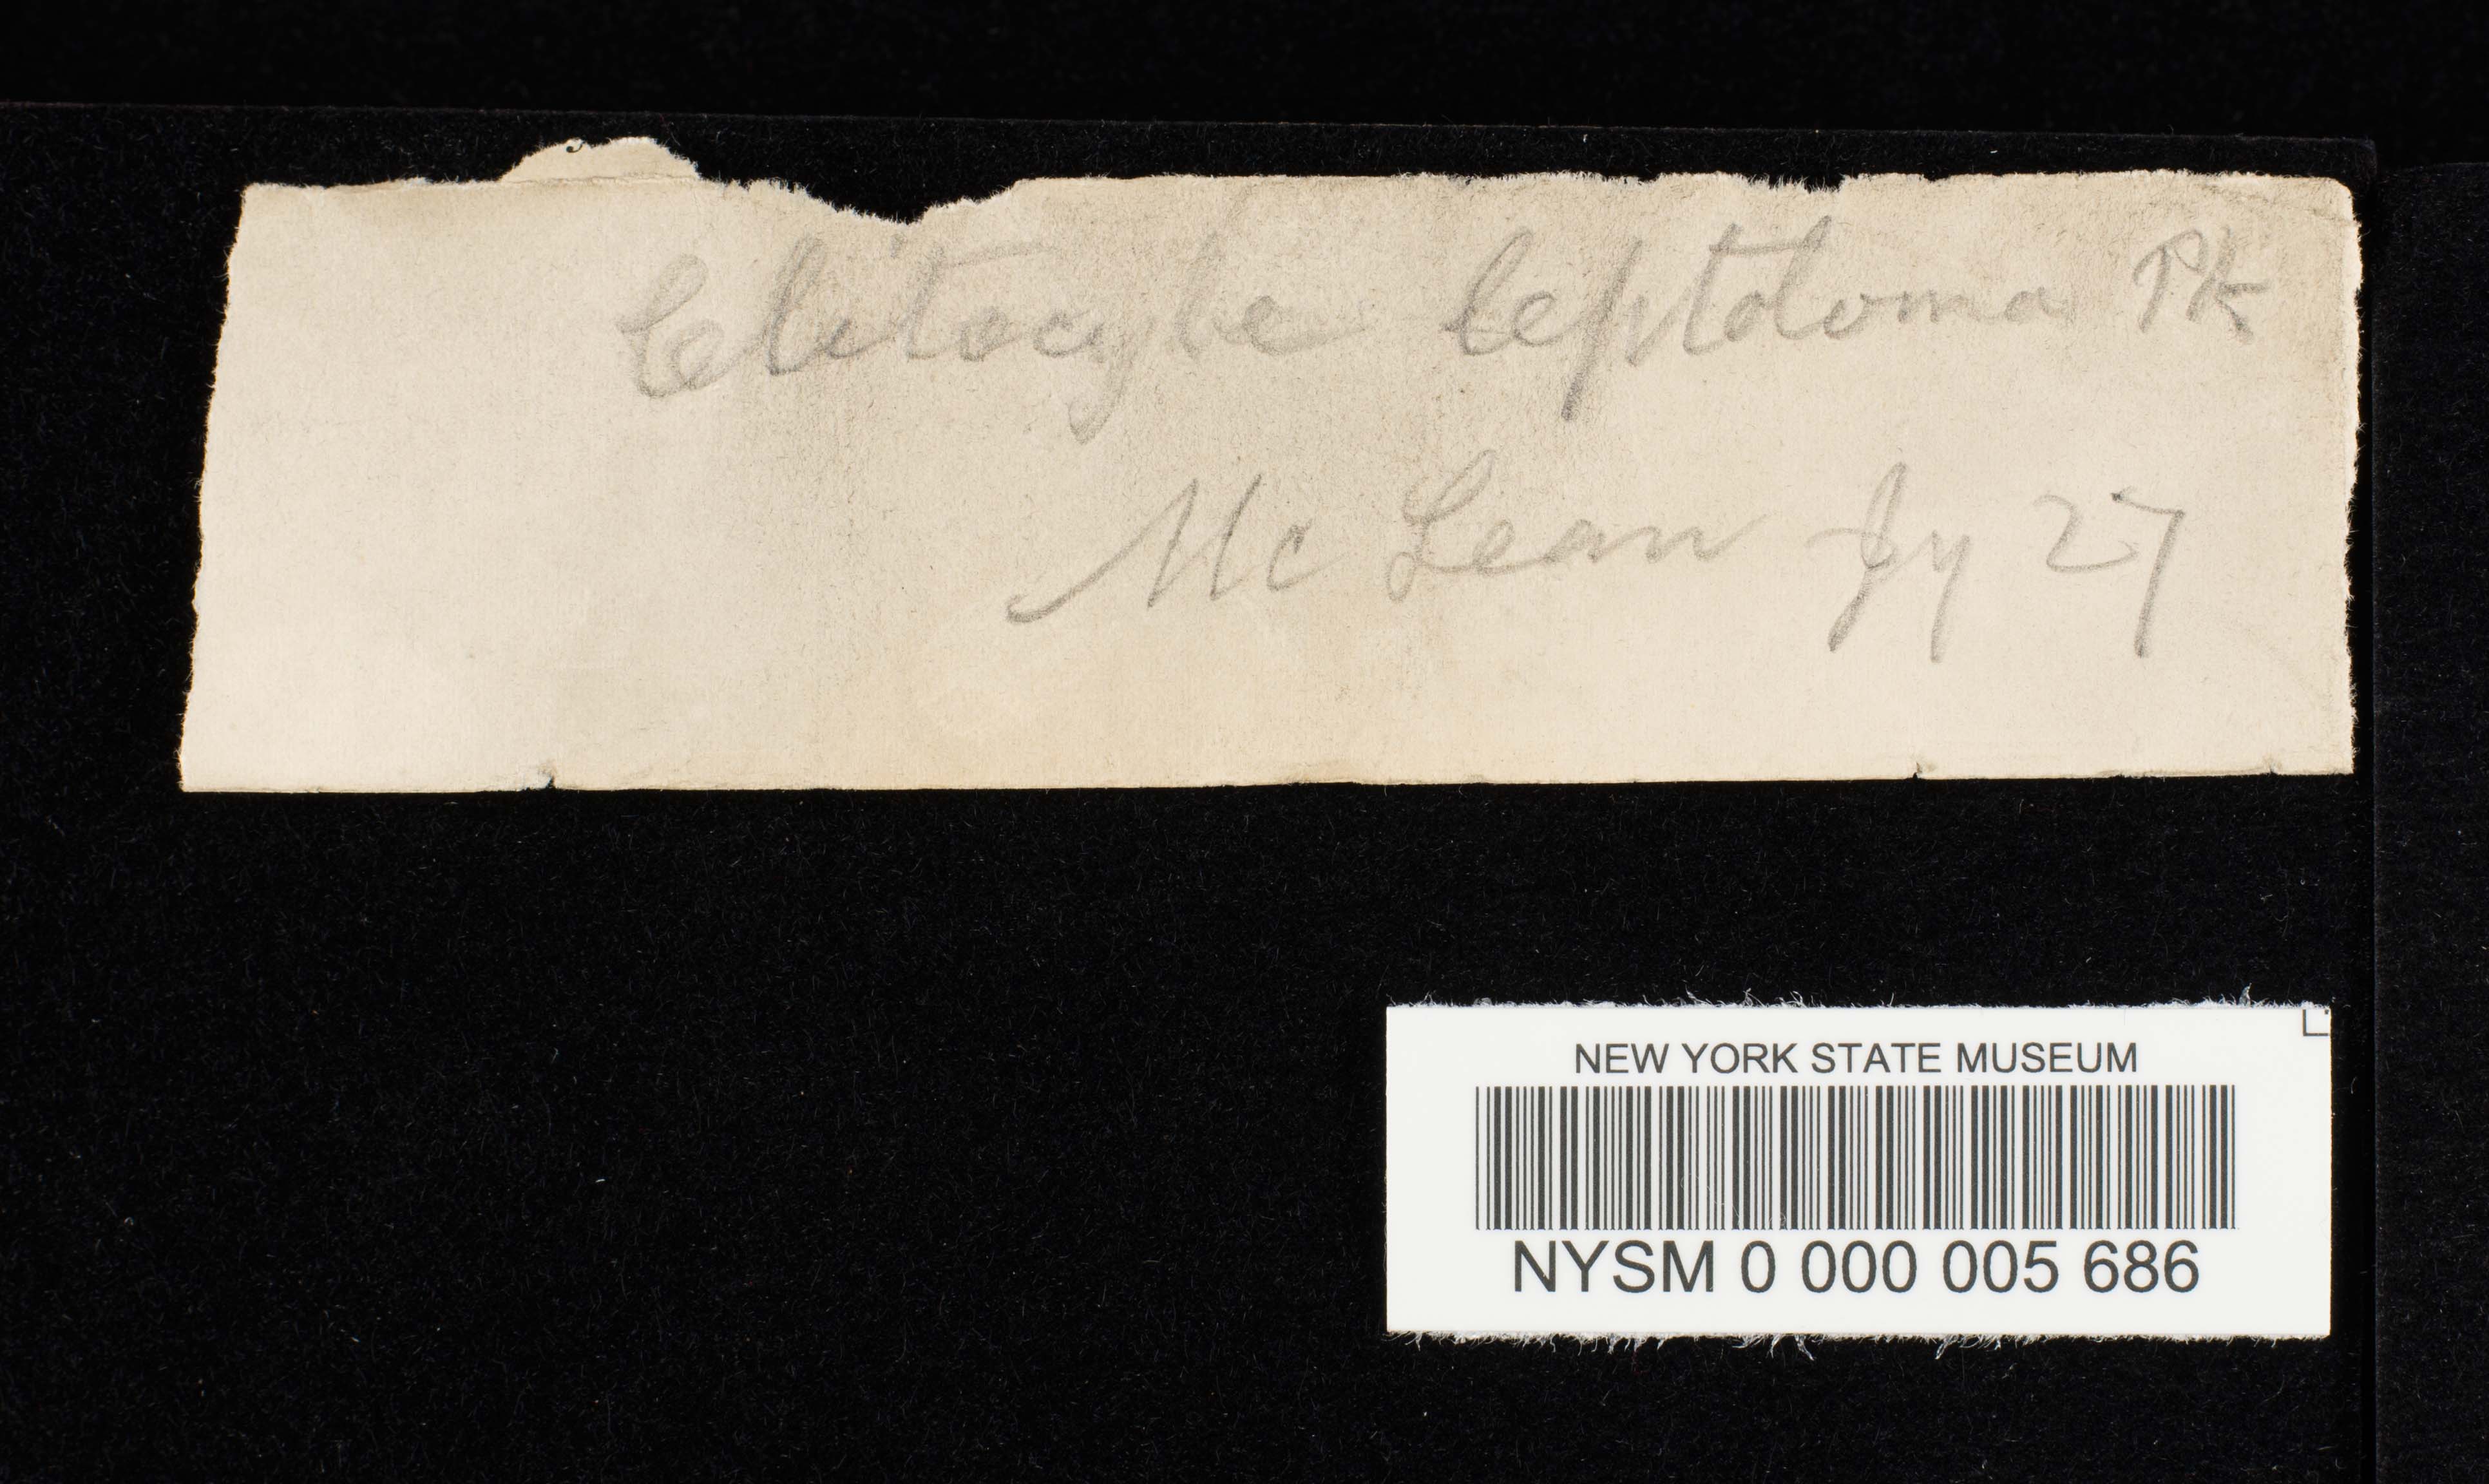 Clitocybe leptoloma Pk
Mc Lean Jy 27
NEW YORK STATE MUSEUM
NYSM 0 000 005 686